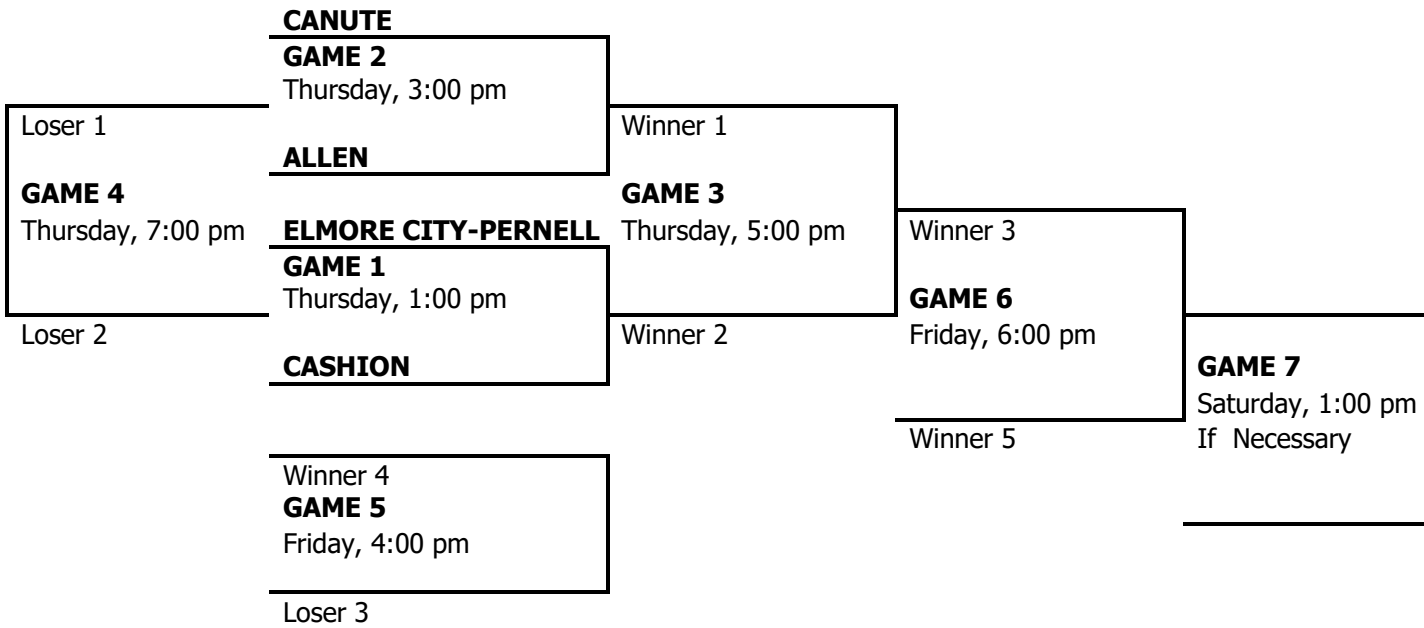 CANUTE
GAME 2
Thursday, 3:00 pm
Loser 1
Winner 1
ALLEN
GAME 4
GAME 3
Thursday, 7:00 pm
ELMORE CITY-PERNELL
Thursday, 5:00 pm
Winner 3
GAME 1
Thursday, 1:00 pm
GAME 6
Loser 2
Winner 2
Friday, 6:00 pm
CASHION
GAME 7
Saturday, 1:00 pm
Winner 5
If Necessary
Winner 4
GAME 5
Friday, 4:00 pm
Loser 3